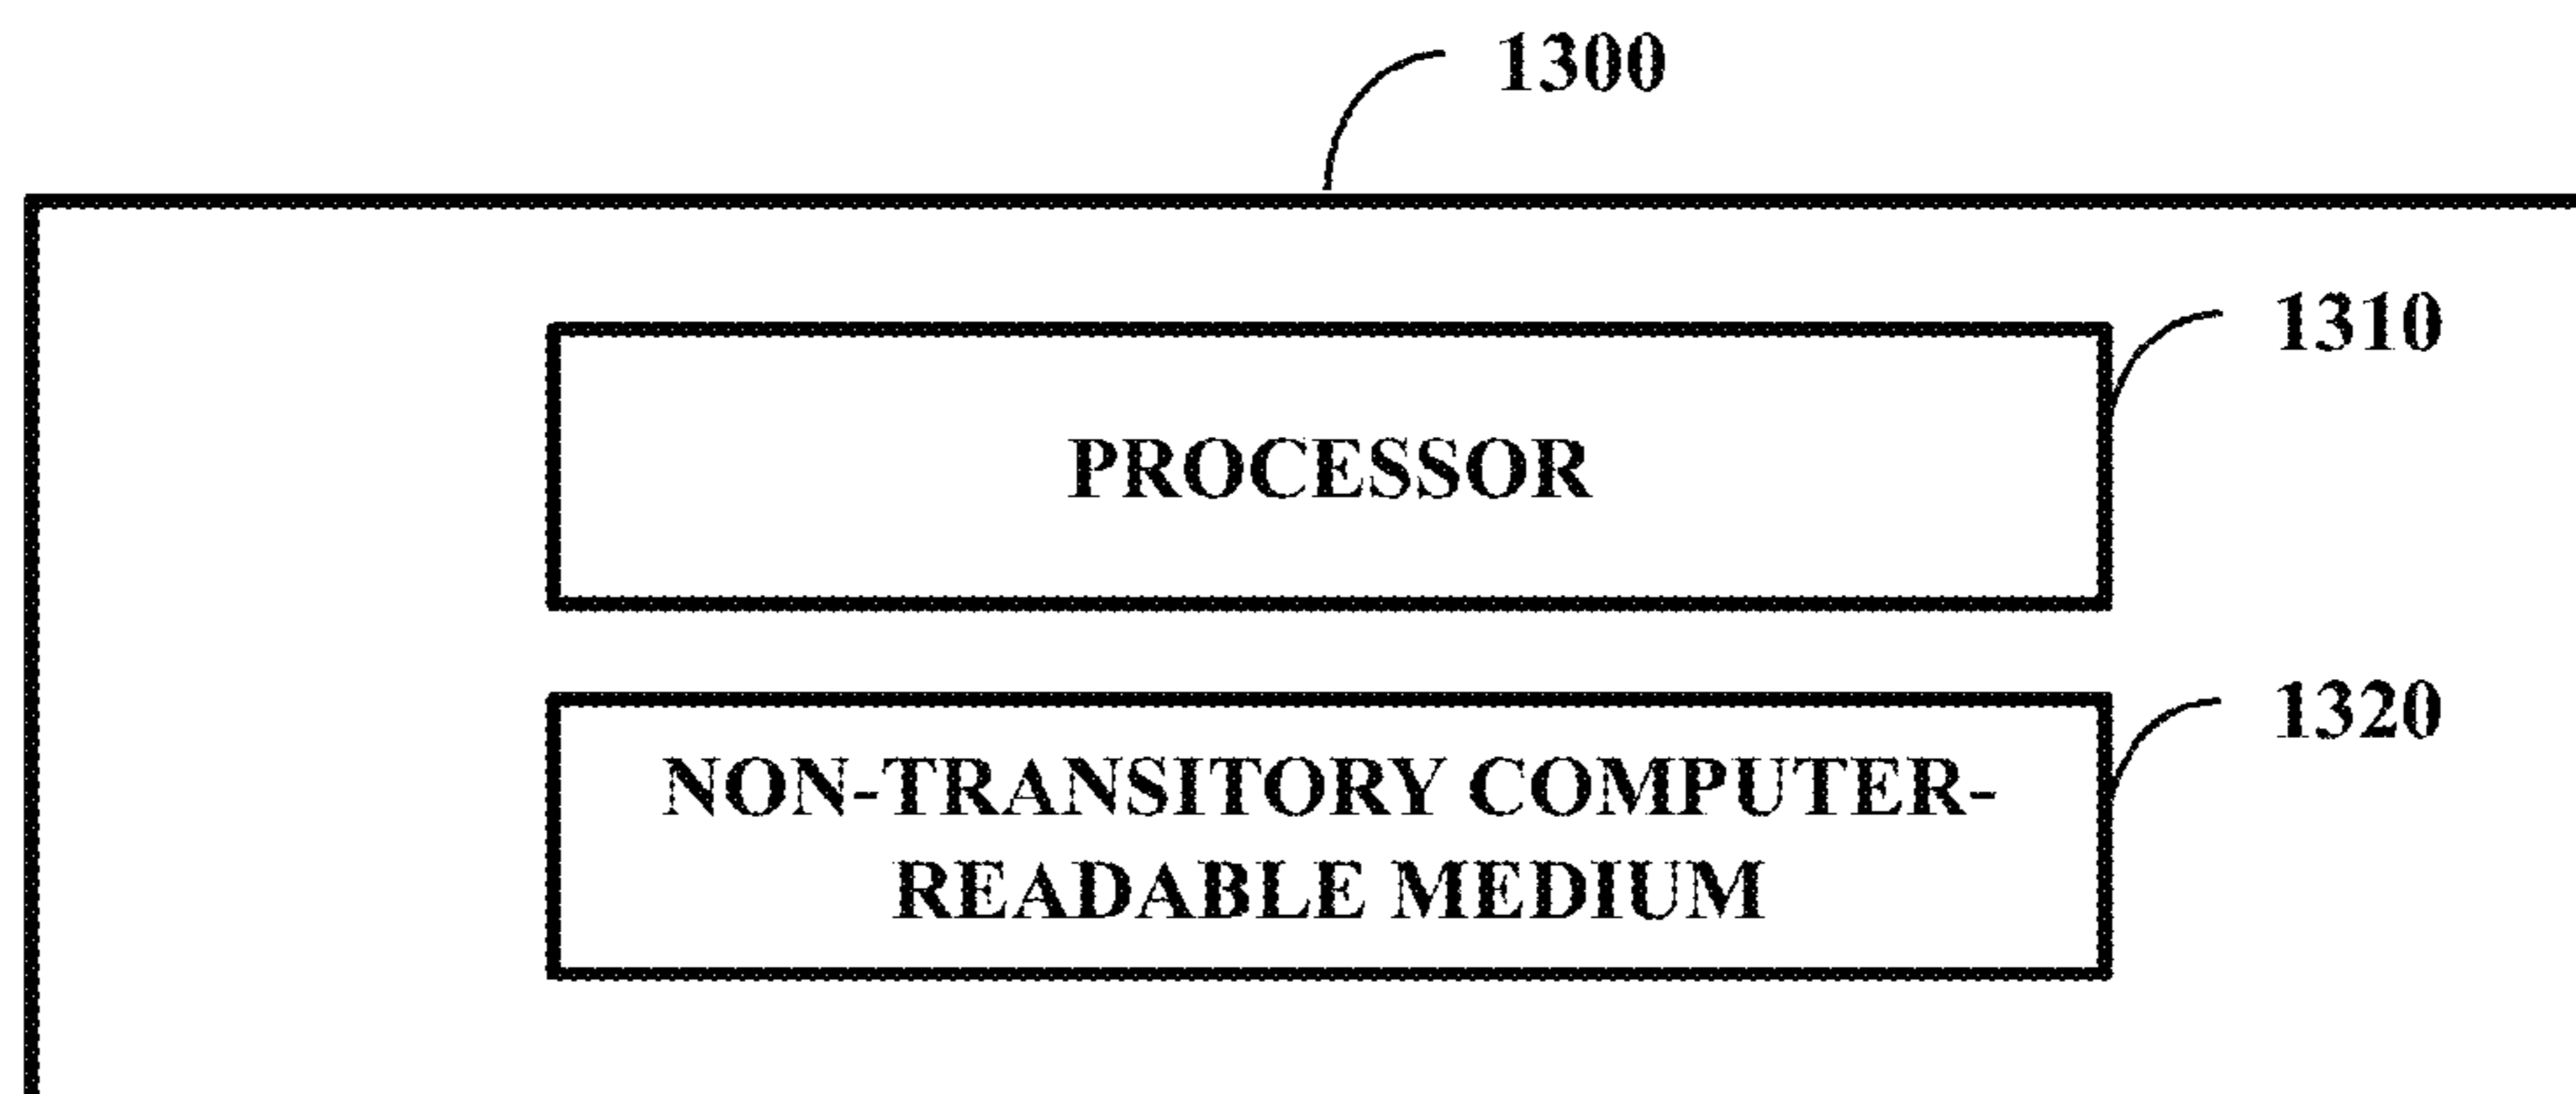 1300
1310
PROCESSOR
1320
NON-TRANSITORY COMPUTER-
READABLE MEDIUM